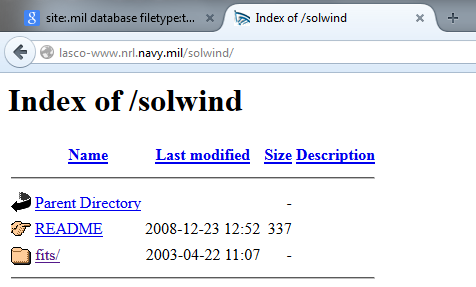 site:.mil database filetype:t... Index of /solwind
lasco-www.nrl.navy.mil/solwind/
Index of /solwind
Name Last modified Size Description
Parent Directory -
README 2008-12-23 12:52 337
fits/ 2003-04-22 11:07 -